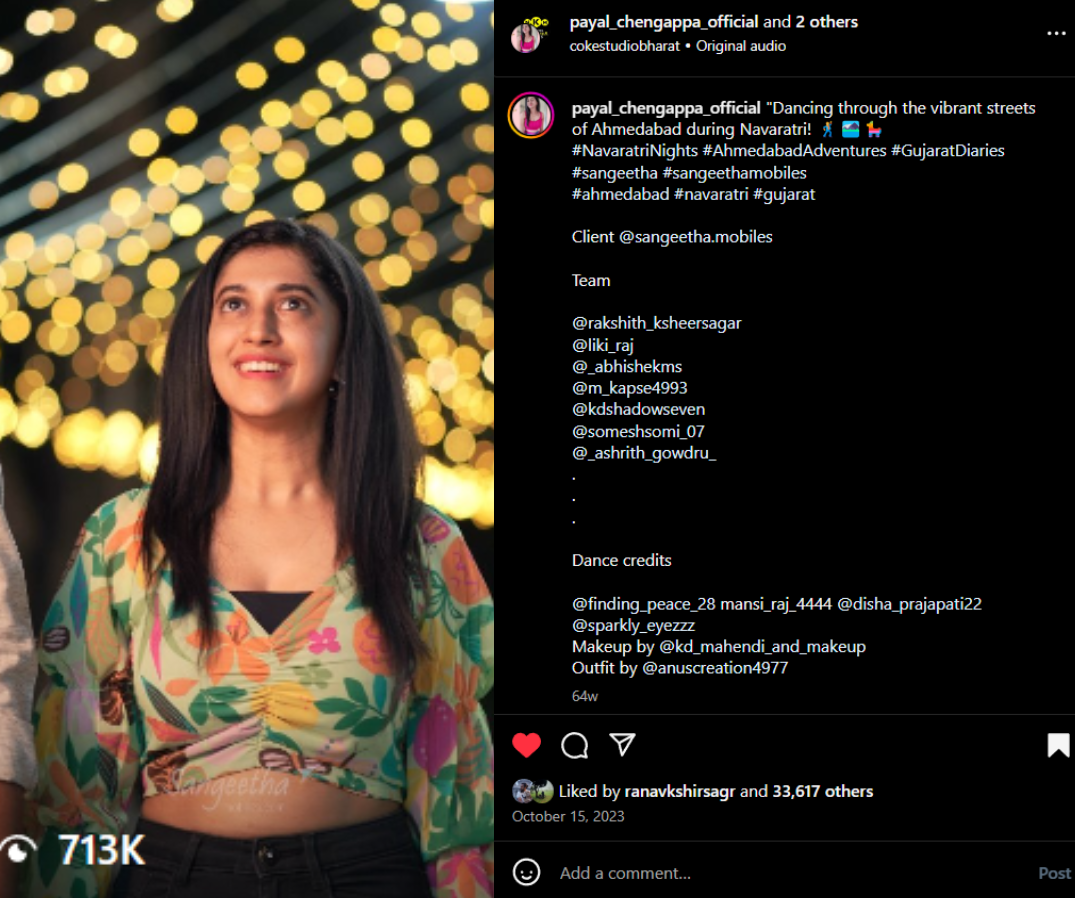 payal_chengappa_official and 2 others
cokestudiobharat • Original audio
payal_chengappa_official "Dancing through the vibrant streets
of Ahmedabad during Navaratri! 🕺 🌉 🪅
#NavaratriNights #AhmedabadAdventures #GujaratDiaries
#sangeetha #sangeethamobiles
#ahmedabad #navaratri #gujarat
Client @sangeetha.mobiles
Team
@rakshith_ksheersagar
@liki_raj
@_abhishekms
@m_kapse4993
@kdshadowseven
@someshsomi_07
@_ashrith_gowdru_
.
.
.
Dance credits
@finding_peace_28 mansi_raj_4444 @disha_prajapati22
@sparkly_eyezzz
Makeup by @kd_mahendi_and_makeup
Outfit by @anuscreation4977
64w
Liked by ranavkshirsagr and 33,617 others
October 15, 2023
Add a comment...
Post
Sangeetha
713K